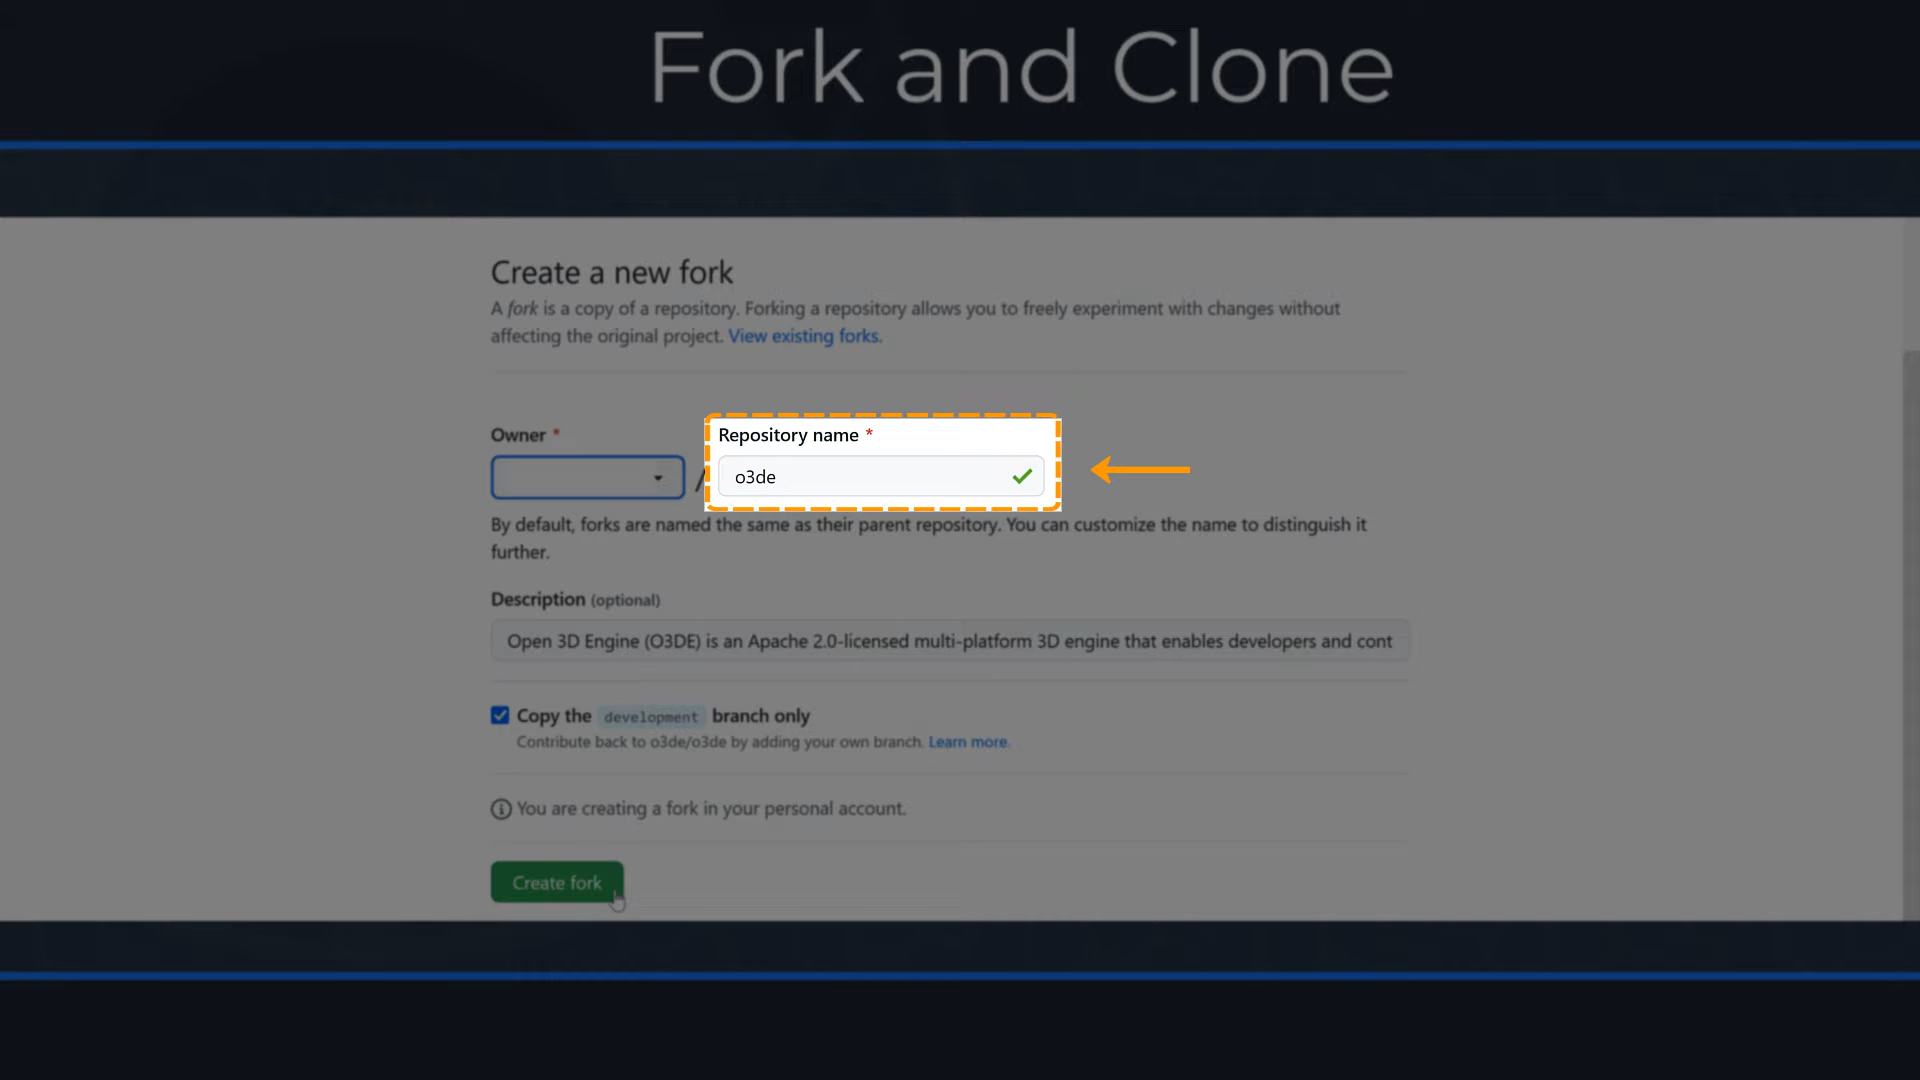 Fork and Clone
Create a new fork
A fork is a copy of a repository. Forking a repository allows you to freely experiment with changes without
affecting the original project. View existing forks.
Owner *
Repository name *
/
o3de
By default, forks are named the same as their parent repository. You can customize the name to distinguish it
further.
Description (optional)
Open 3D Engine (O3DE) is an Apache 2.0-licensed multi-platform 3D engine that enables developers and cont
Copy the development branch only
Contribute back to o3de/o3de by adding your own branch. Learn more.
You are creating a fork in your personal account.
Create fork